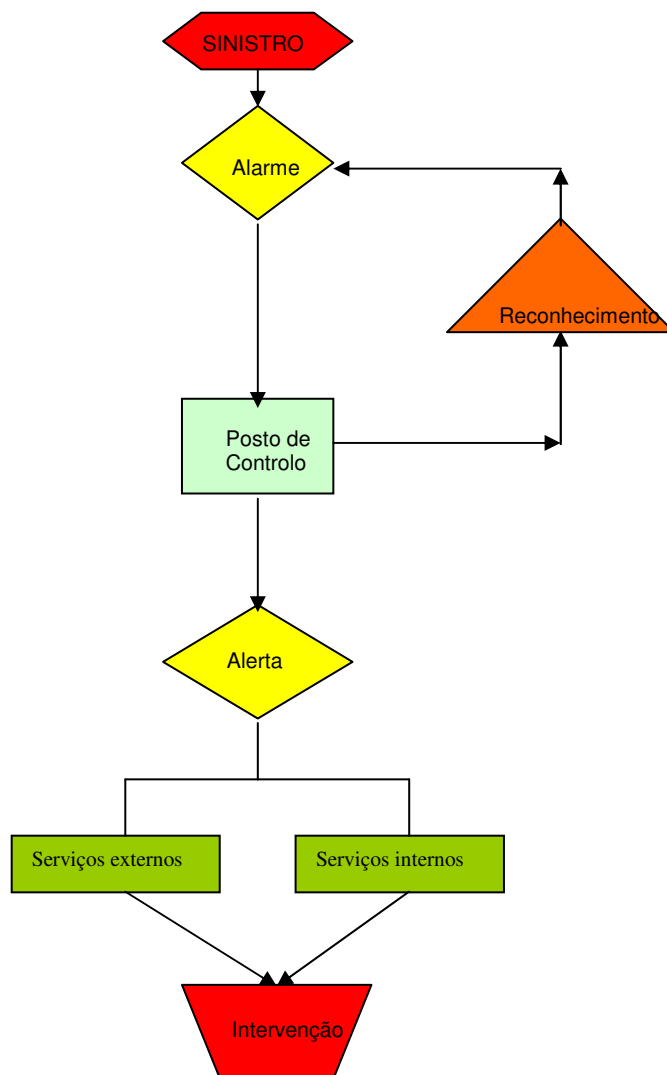 SINISTRO
Alarme
Reconhecimento
Posto de
Controlo
Alerta
Serviços externos
Serviços internos
Intervenção